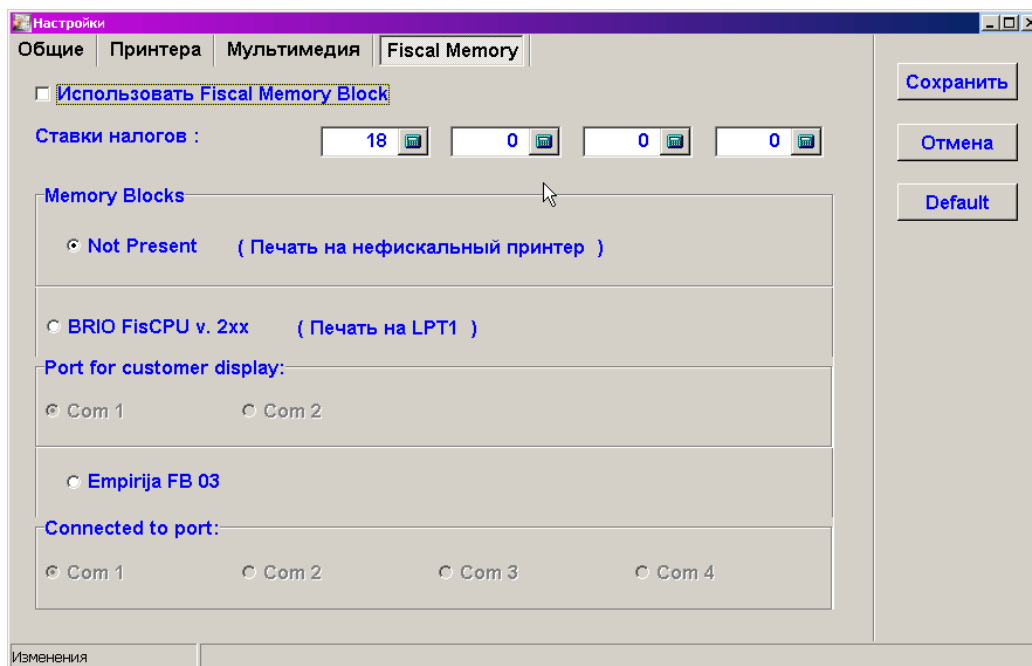 Настройки
Общие Принтера Мультимедия Fiscal Memory
Использовать Fiscal Memory Block
Сохранить
Ставки налогов : 18 0 0 0
Отмена
Memory Blocks
Default
Not Present ( Печать на нефискальный принтер )
BRIO FisCPU v. 2xx ( Печать на LPT1 )
Port for customer display:
Com 1 Com 2
Empirija FB 03
Connected to port:
Com 1 Com 2 Com 3 Com 4
Изменения